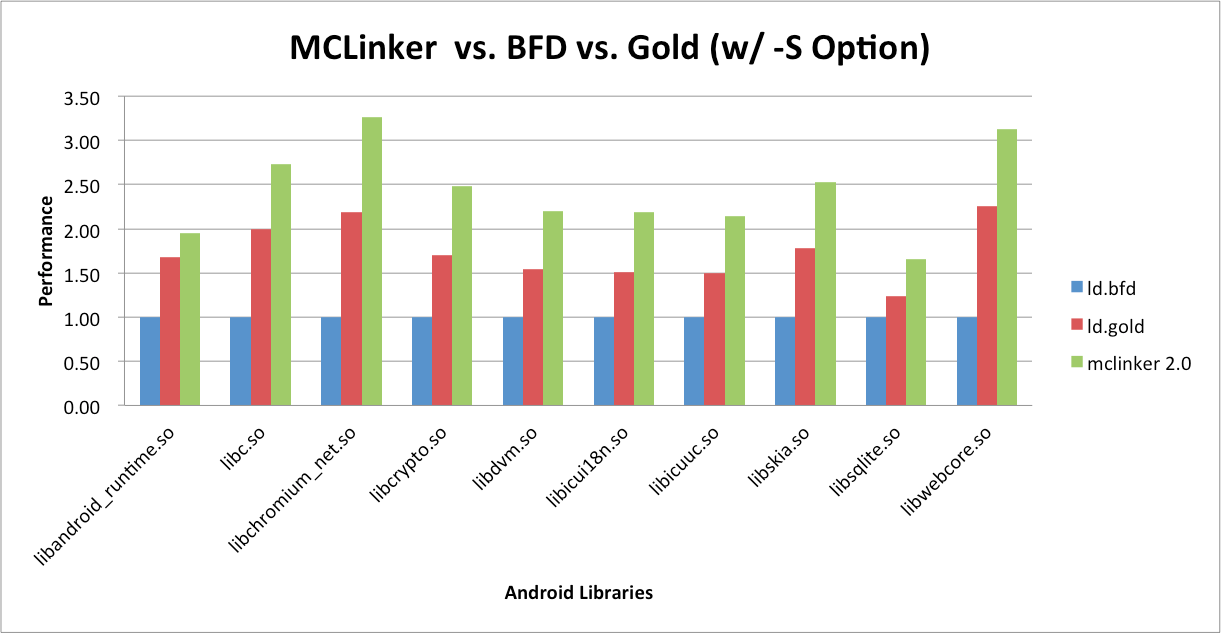 MCLinker vs. BFD vs. Gold (w/ -S Option)
3.50
3.00
2.50
2.00
1.50
1.00
0.50
0.00
Performance
ld.bfd
ld.gold
mclinker 2.0
libandroid_runtime.so
libc.so
libchromium_net.so
libcrypto.so
libdvm.so
libicui18n.so
libicuuc.so
libskia.so
libsqlite.so
libwebcore.so
Android Libraries